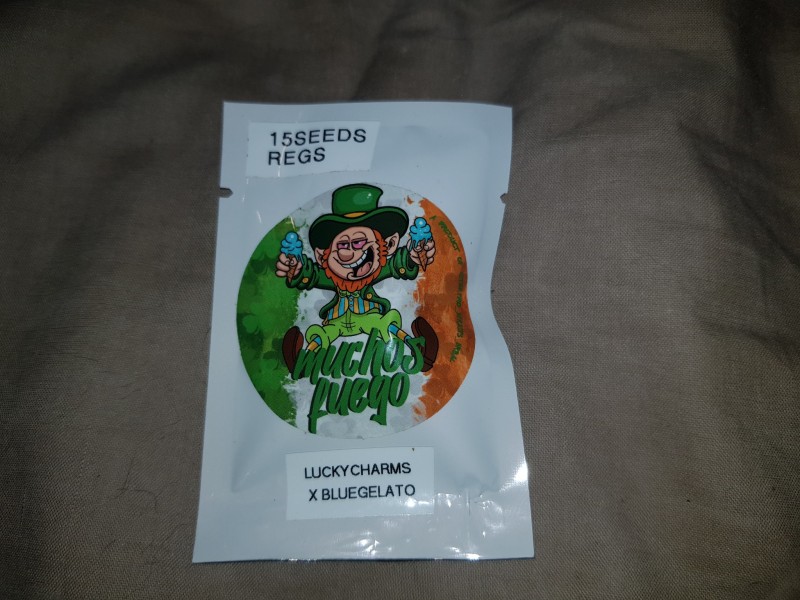 15SEEDS
REGS
muchos
fuego
LUCKYCHARMS
X BLUEGELATO